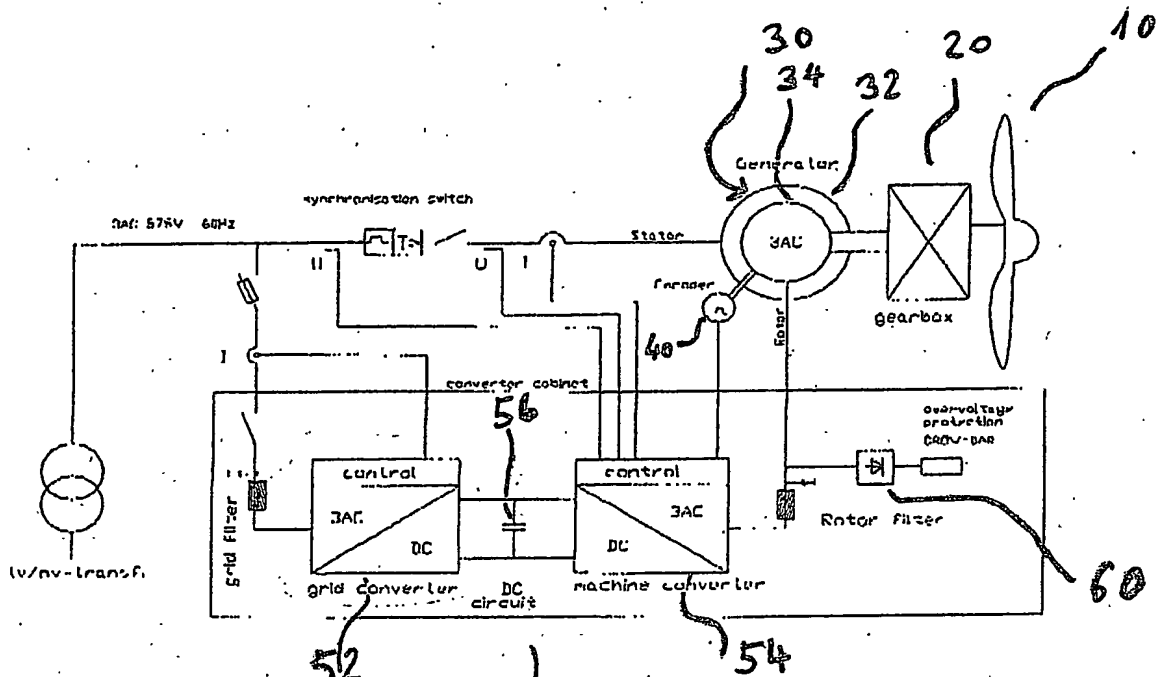 10
30
20
34
32
Generator
synchronisation switch
3AC 575V 60Hz
Stator
3AC
U
U
I
Encoder
n
gearbox
40
Rotor
I
converter cabinet
56
overvoltage
protection
CROW-BAR
control
control
grid filter
3AC
3AC
DC
DC
Rotor filter
lv/mv-transf.
grid converter
DC
circuit
machine converter
60
52
54